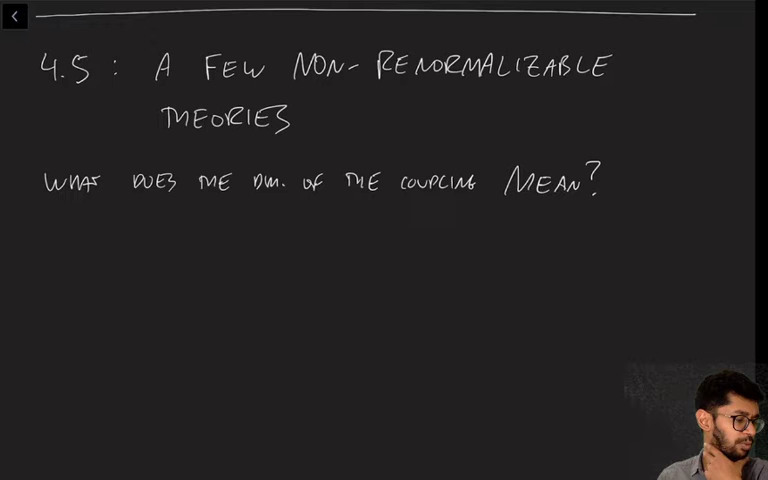 4.5 : A FEW NON-RENORMALIZABLE
THEORIES
WHAT DOES THE DIM. OF THE COUPLING MEAN?